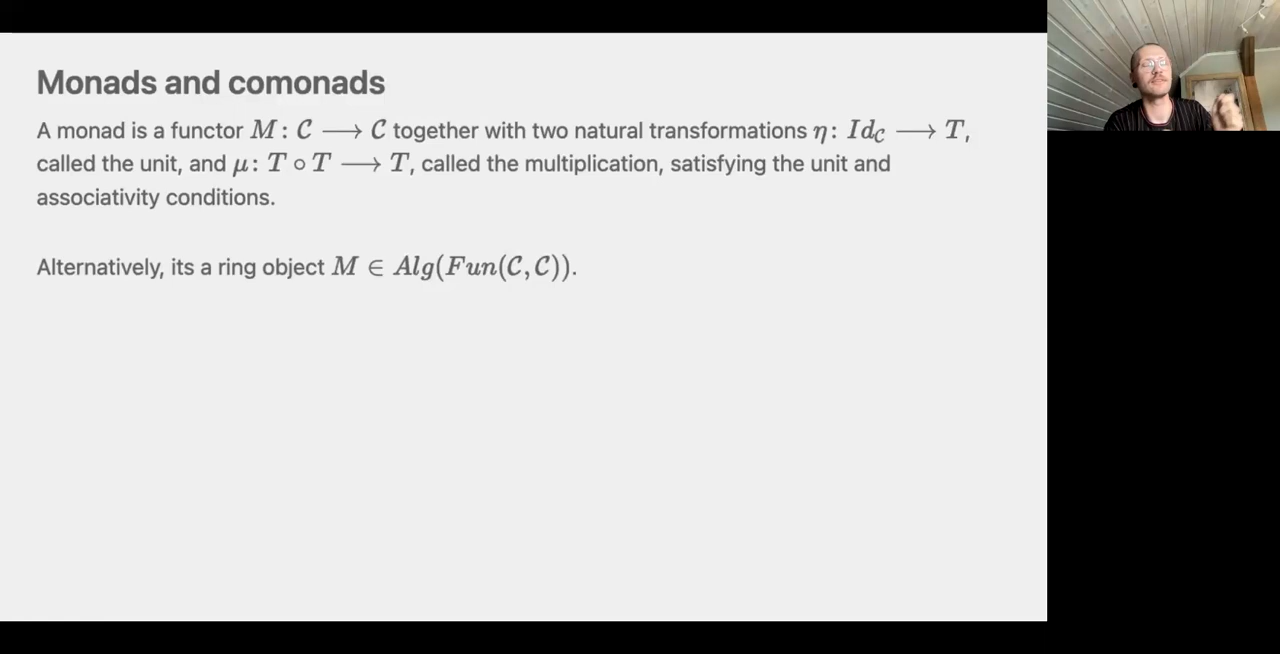 Monads and comonads
A monad is a functor M : 𝒞 ⟶ 𝒞 together with two natural transformations η : Id_𝒞 ⟶ T,
called the unit, and μ : T ∘ T ⟶ T, called the multiplication, satisfying the unit and
associativity conditions.
Alternatively, its a ring object M ∈ Alg(Fun(𝒞, 𝒞)).